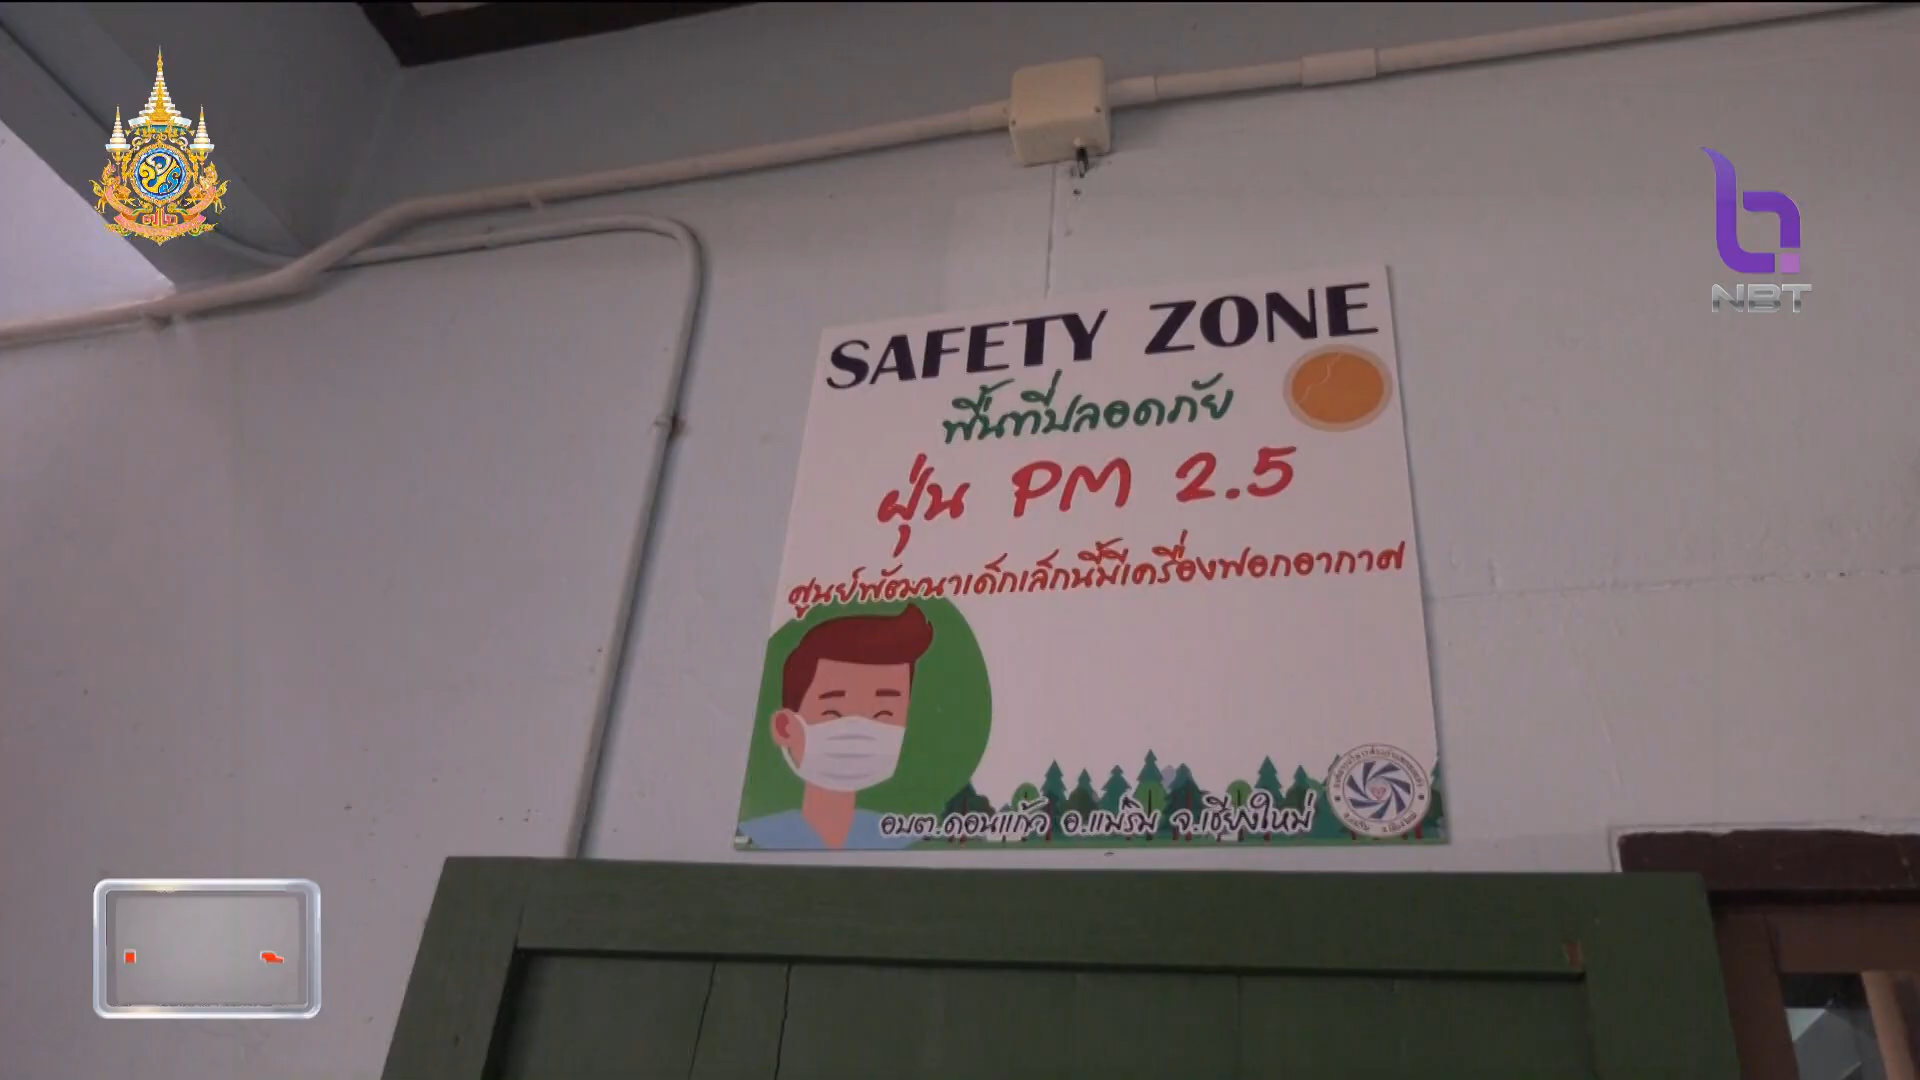 NBT
SAFETY ZONE
พื้นที่ปลอดภัย
ฝุ่น PM 2.5
ศูนย์พัฒนาเด็กเล็กนี้มีเครื่องฟอกอากาศ
อบต.ดอนแก้ว อ.แม่ริม จ.เชียงใหม่